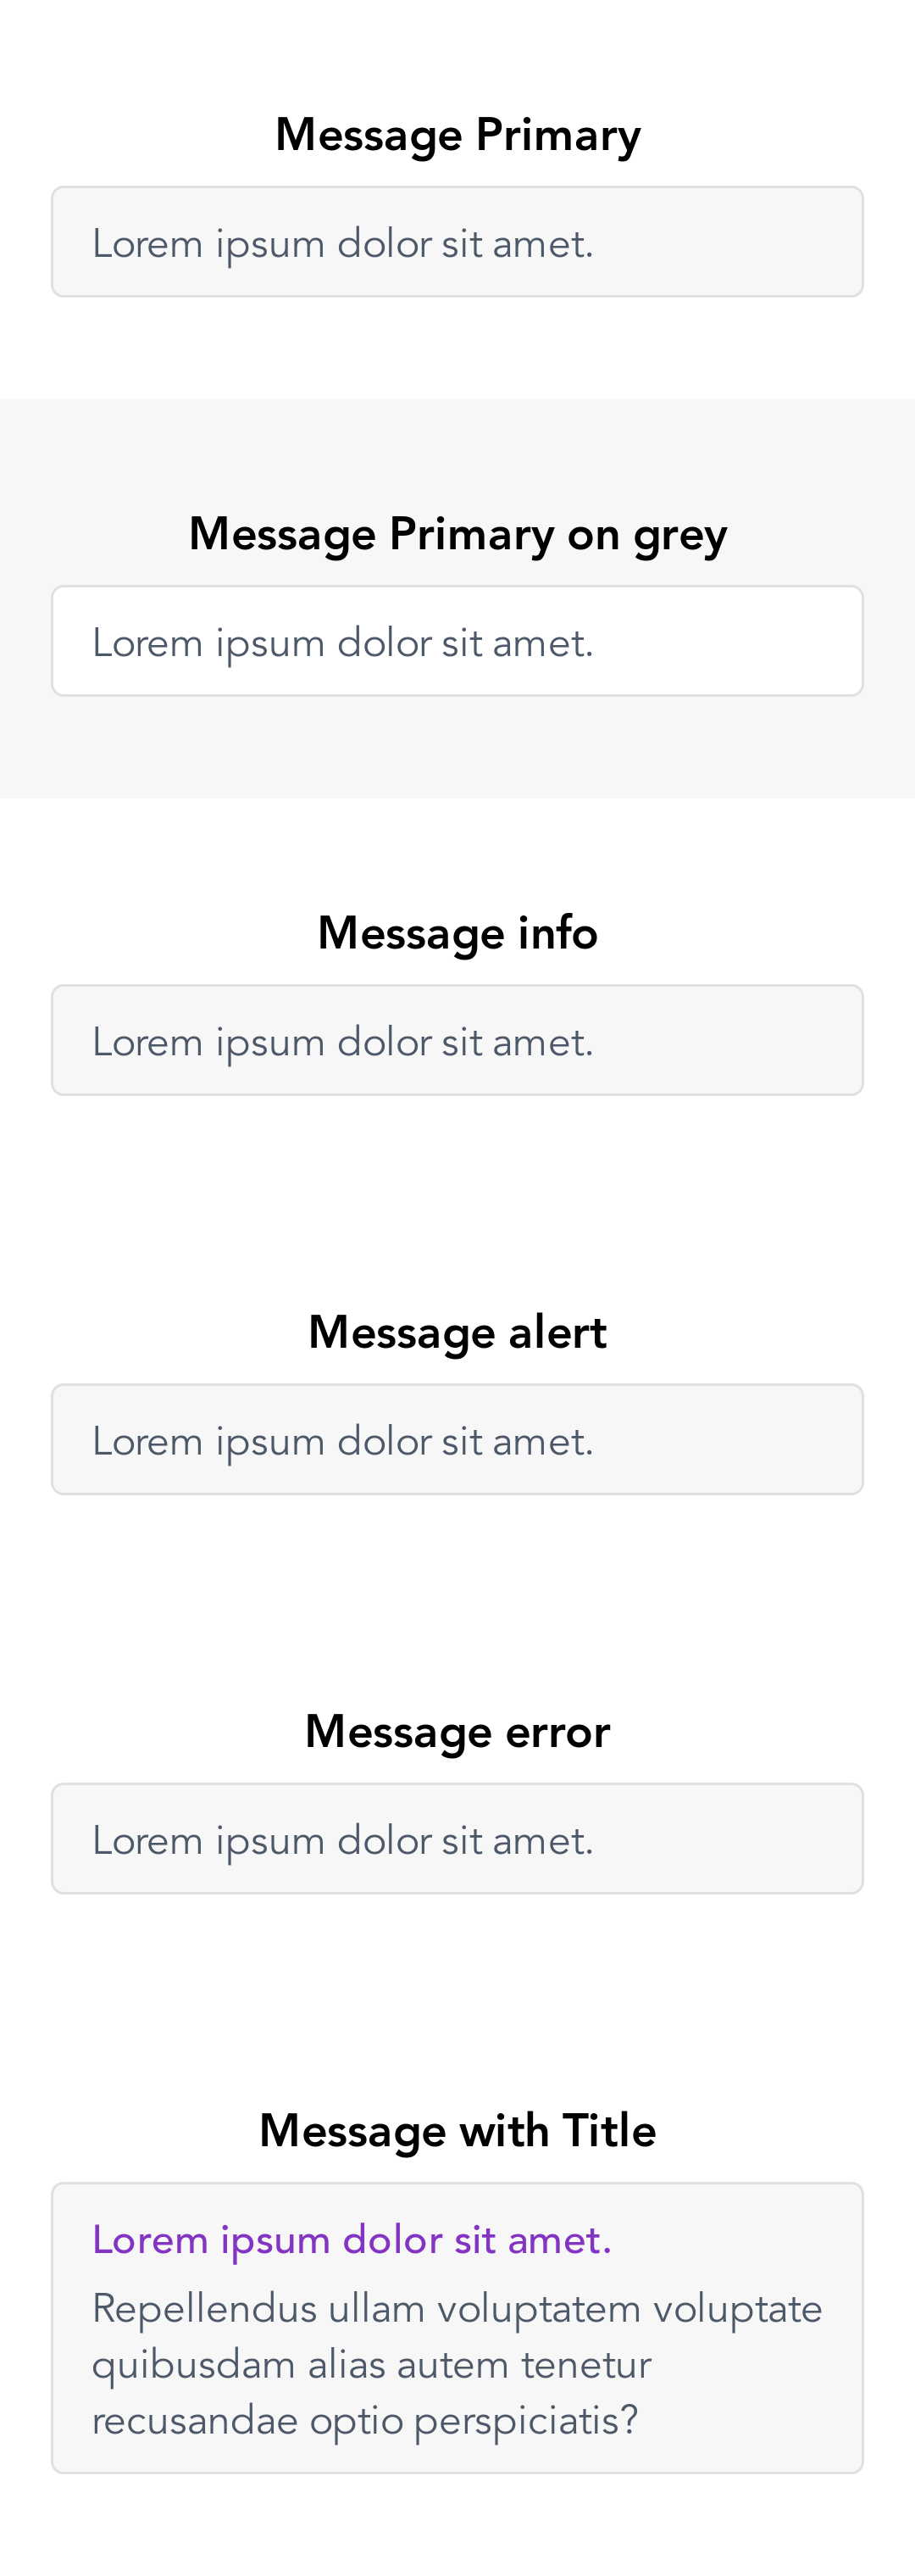 Message Primary
Lorem ipsum dolor sit amet.
Message Primary on grey
Lorem ipsum dolor sit amet.
Message info
Lorem ipsum dolor sit amet.
Message alert
Lorem ipsum dolor sit amet.
Message error
Lorem ipsum dolor sit amet.
Message with Title
Lorem ipsum dolor sit amet.
Repellendus ullam voluptatem voluptate
quibusdam alias autem tenetur
recusandae optio perspiciatis?